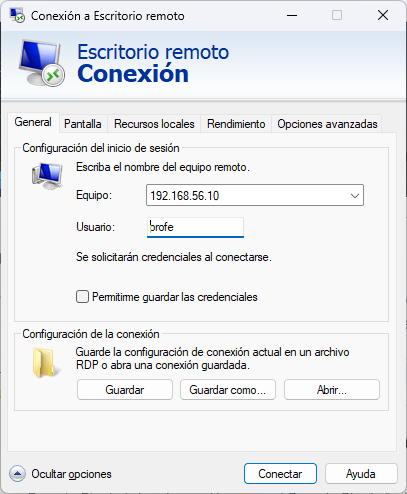 Conexión a Escritorio remoto
Escritorio remoto
Conexión
General Pantalla Recursos locales Rendimiento Opciones avanzadas
Configuración del inicio de sesión
Escriba el nombre del equipo remoto.
Equipo: 192.168.56.10
Usuario: profe
Se solicitarán credenciales al conectarse.
Permitirme guardar las credenciales
Configuración de la conexión
Guarde la configuración de conexión actual en un archivo
RDP o abra una conexión guardada.
Guardar Guardar como... Abrir...
Ocultar opciones Conectar Ayuda